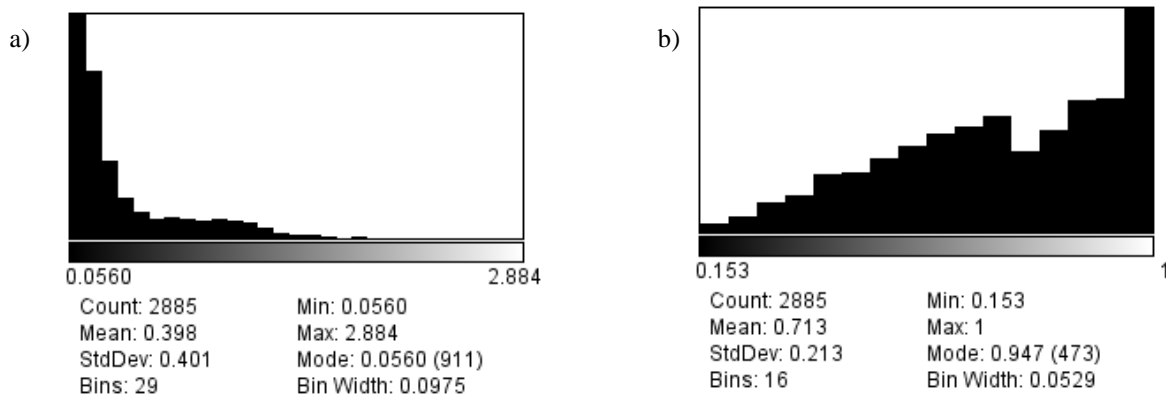 a)
0.0560 2.884
Count: 2885 Min: 0.0560
Mean: 0.398 Max: 2.884
StdDev: 0.401 Mode: 0.0560 (911)
Bins: 29 Bin Width: 0.0975
b)
0.153 1
Count: 2885 Min: 0.153
Mean: 0.713 Max: 1
StdDev: 0.213 Mode: 0.947 (473)
Bins: 16 Bin Width: 0.0529